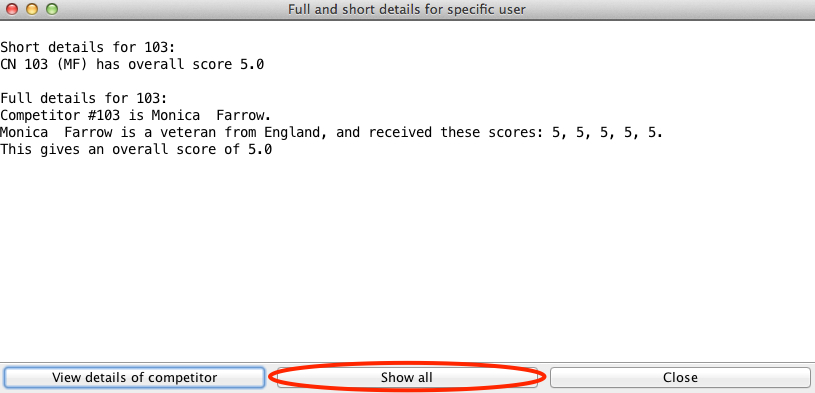 Full and short details for specific user
Short details for 103:
CN 103 (MF) has overall score 5.0
Full details for 103:
Competitor #103 is Monica  Farrow.
Monica  Farrow is a veteran from England, and received these scores: 5, 5, 5, 5, 5.
This gives an overall score of 5.0
View details of competitor
Show all
Close